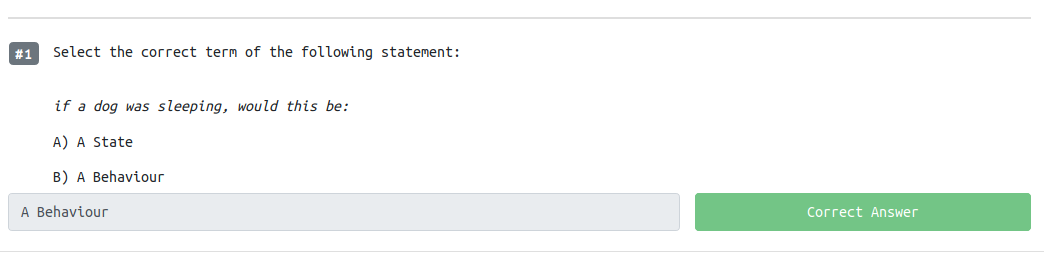 #1 Select the correct term of the following statement:
if a dog was sleeping, would this be:
A) A State
B) A Behaviour
A Behaviour
Correct Answer